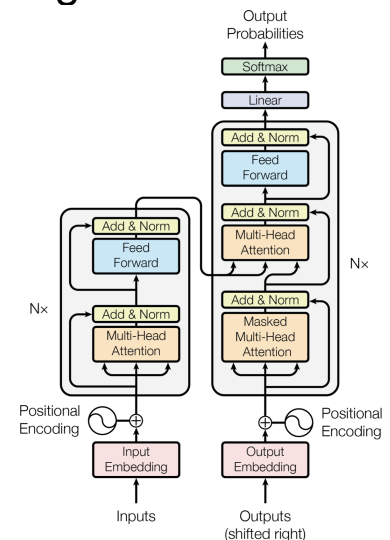 Output
Probabilities
Softmax
Linear
Add & Norm
Feed
Forward
Add & Norm
Multi-Head
Attention
Add & Norm
Masked
Multi-Head
Attention
Nx
Add & Norm
Feed
Forward
Add & Norm
Multi-Head
Attention
Nx
Positional
Encoding
Positional
Encoding
Input
Embedding
Output
Embedding
Inputs
Outputs
(shifted right)